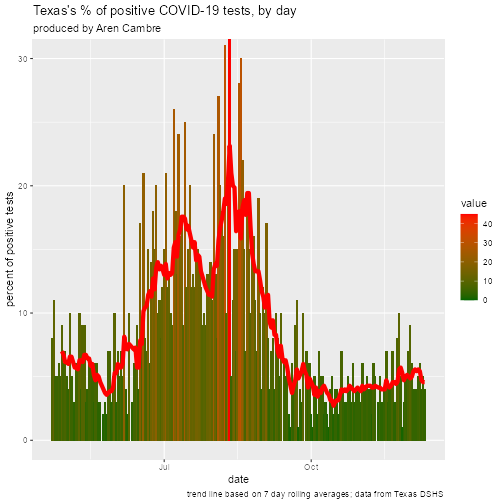 Texas's % of positive COVID-19 tests, by day
produced by Aren Cambre
percent of positive tests
30
20
10
0
Jul
Oct
date
value
40
30
20
10
0
trend line based on 7 day rolling averages; data from Texas DSHS